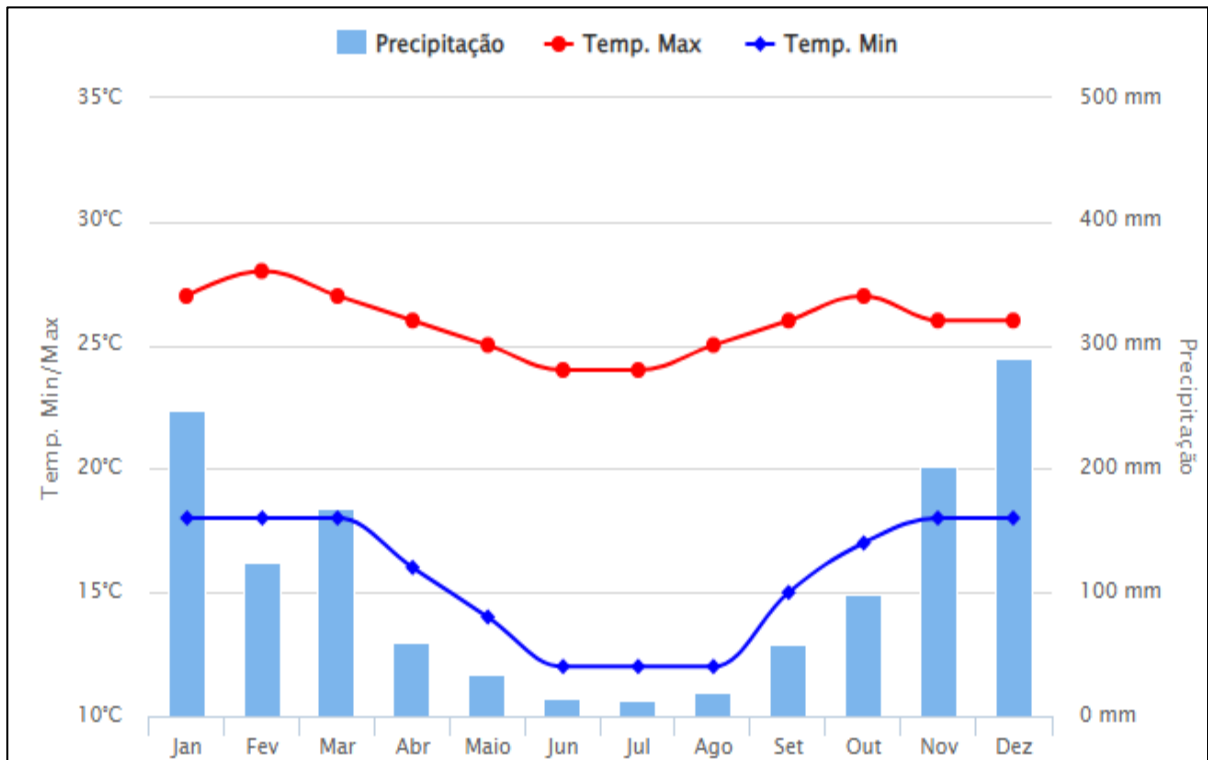 Precipitação Temp. Max Temp. Min
35°C 500 mm
30°C 400 mm
25°C 300 mm
20°C 200 mm
15°C 100 mm
10°C 0 mm
Temp. Min/Max
Precipitação
Jan Fev Mar Abr Maio Jun Jul Ago Set Out Nov Dez